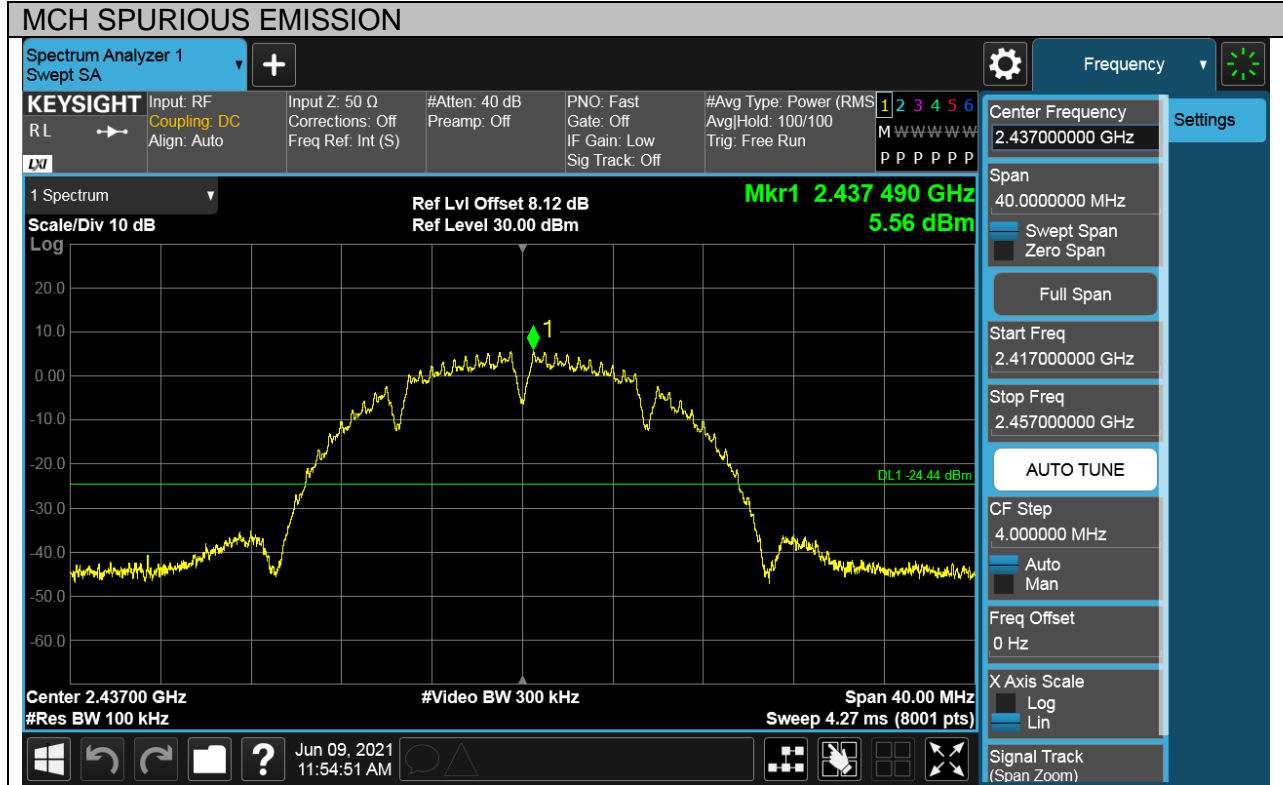 MCH SPURIOUS EMISSION
Spectrum Analyzer 1
Swept SA
Frequency
KEYSIGHT
R L
LXI
Input: RF
Coupling: DC
Align: Auto
Input Z: 50 Ω
Corrections: Off
Freq Ref: Int (S)
#Atten: 40 dB
Preamp: Off
PNO: Fast
Gate: Off
IF Gain: Low
Sig Track: Off
#Avg Type: Power (RMS
Avg|Hold: 100/100
Trig: Free Run
1 2 3 4 5 6
M W W W W W
P P P P P P
1 Spectrum
Scale/Div 10 dB
Log
Ref Lvl Offset 8.12 dB
Ref Level 30.00 dBm
Mkr1 2.437 490 GHz
5.56 dBm
20.0
10.0
0.00
-10.0
-20.0
-30.0
-40.0
-50.0
-60.0
1
DL1 -24.44 dBm
Center 2.43700 GHz
#Res BW 100 kHz
#Video BW 300 kHz
Span 40.00 MHz
Sweep 4.27 ms (8001 pts)
?
Jun 09, 2021
11:54:51 AM
Center Frequency
2.437000000 GHz
Settings
Span
40.0000000 MHz
Swept Span
Zero Span
Full Span
Start Freq
2.417000000 GHz
Stop Freq
2.457000000 GHz
AUTO TUNE
CF Step
4.000000 MHz
Auto
Man
Freq Offset
0 Hz
X Axis Scale
Log
Lin
Signal Track
(Span Zoom)